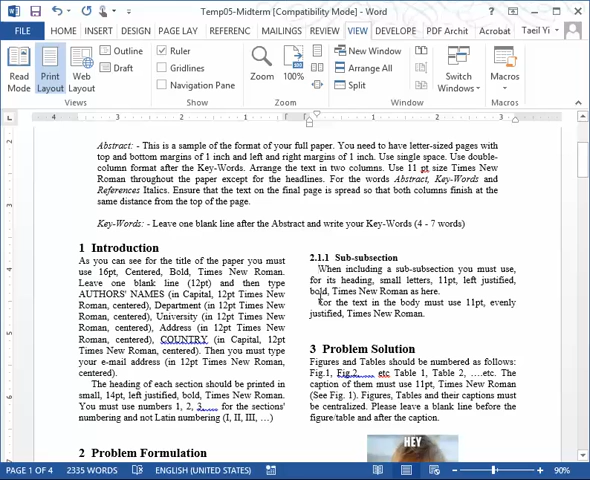 Temp05-Midterm [Compatibility Mode] - Word
FILE HOME INSERT DESIGN PAGE LAY REFERENC MAILINGS REVIEW VIEW DEVELOPE PDF Archit Acrobat Taeil Yi
Read Mode
Print Layout
Web Layout
Outline
Draft
Views
Ruler
Gridlines
Navigation Pane
Show
Zoom
100%
Zoom
New Window
Arrange All
Split
Switch Windows
Window
Macros
Macros
Abstract: - This is a sample of the format of your full paper. You need to have letter-sized pages with
top and bottom margins of 1 inch and left and right margins of 1 inch. Use single space. Use double-
column format after the Key-Words. Arrange the text in two columns. Use 11 pt size Times New
Roman throughout the paper except for the headlines. For the words Abstract, Key-Words and
References Italics. Ensure that the text on the final page is spread so that both columns finish at the
same distance from the top of the page.
Key-Words: - Leave one blank line after the Abstract and write your Key-Words (4 - 7 words)
1 Introduction
As you can see for the title of the paper you must
use 16pt, Centered, Bold, Times New Roman.
Leave one blank line (12pt) and then type
AUTHORS' NAMES (in Capital, 12pt Times New
Roman, centered), Department (in 12pt Times New
Roman, centered), University (in 12pt Times New
Roman, centered), Address (in 12pt Times New
Roman, centered), COUNTRY (in Capital, 12pt
Times New Roman, centered). Then you must type
your e-mail address (in 12pt Times New Roman,
centered).
The heading of each section should be printed in
small, 14pt, left justified, bold, Times New Roman.
You must use numbers 1, 2, 3,.... for the sections'
numbering and not Latin numbering (I, II, III, …)
2 Problem Formulation
2.1.1 Sub-subsection
When including a sub-subsection you must use,
for its heading, small letters, 11pt, left justified,
bold, Times New Roman as here.
For the text in the body must use 11pt, evenly
justified, Times New Roman.
3 Problem Solution
Figures and Tables should be numbered as follows:
Fig.1, Fig.2,.... etc Table 1, Table 2, ….etc. The
caption of them must use 11pt, Times New Roman
(See Fig. 1). Figures, Tables and their captions must
be centralized. Please leave a blank line before the
figure/table and after the caption.
HEY
PAGE 1 OF 4 2335 WORDS ENGLISH (UNITED STATES) 90%